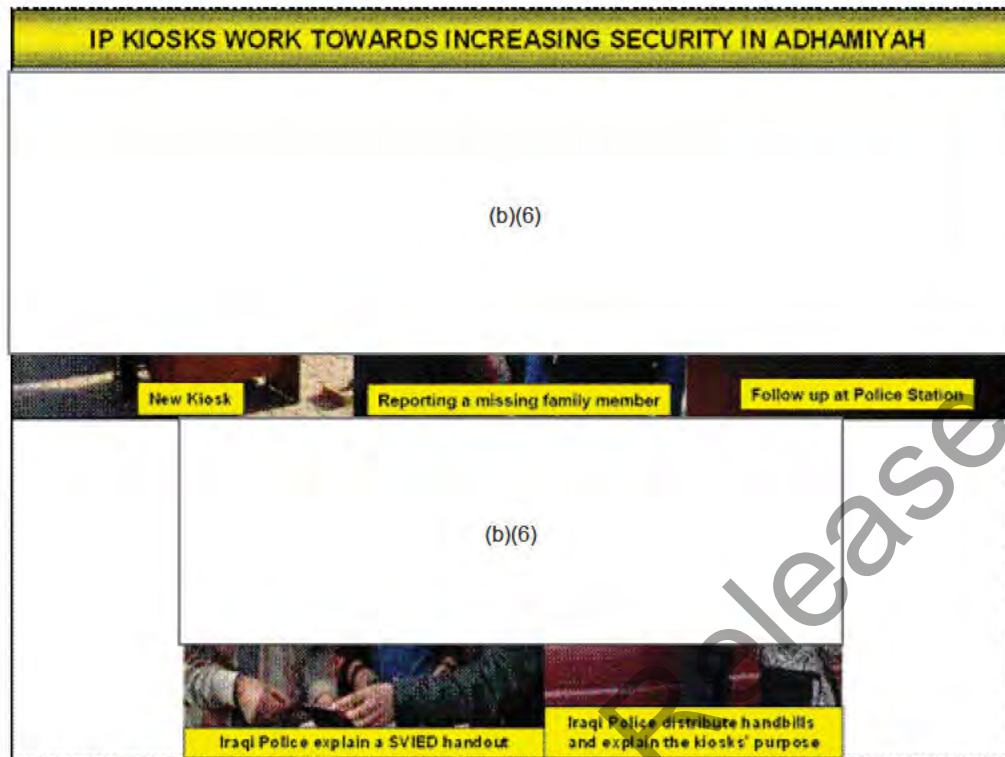 IP KIOSKS WORK TOWARDS INCREASING SECURITY IN ADHAMIYAH
(b)(6)
New Kiosk
Reporting a missing family member
Follow up at Police Station
(b)(6)
Iraqi Police explain a SVIED handout
Iraqi Police distribute handbills
and explain the kiosks' purpose
Release